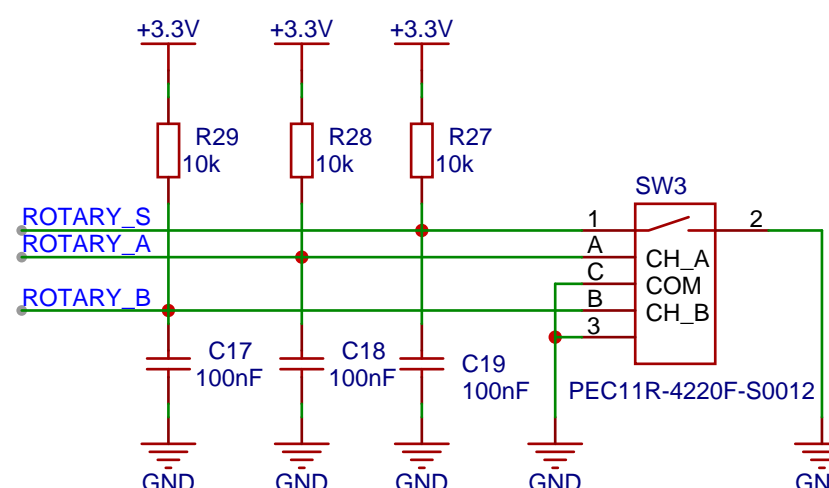 +3.3V +3.3V +3.3V
R29 R28 R27
10k 10k 10k
SW3
ROTARY_S 1 2
ROTARY_A A CH_A
C COM
ROTARY_B B CH_B
3
C17 C18 C19
100nF 100nF 100nF
PEC11R-4220F-S0012
GND GND GND GND